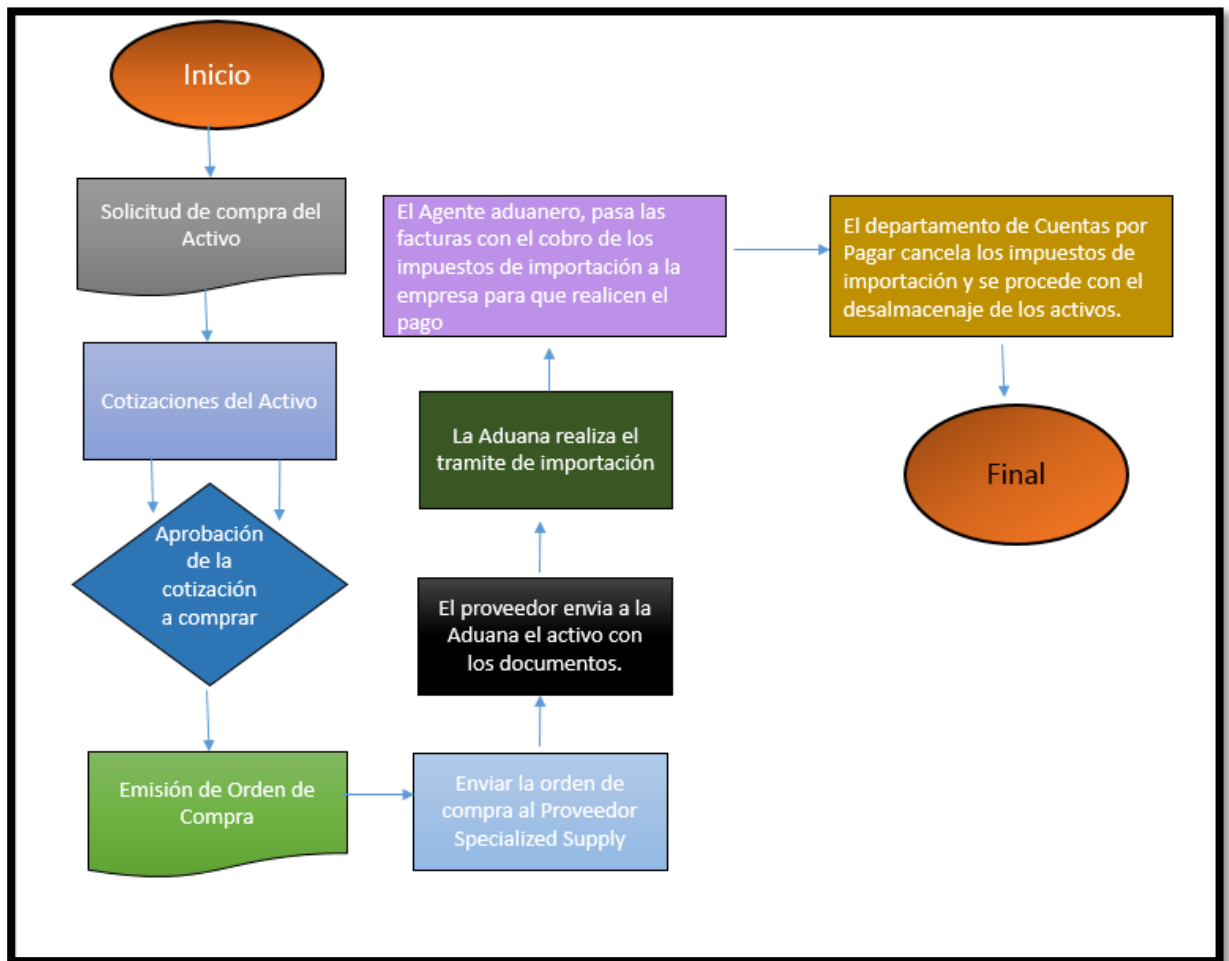 Inicio
Solicitud de compra del
Activo
Cotizaciones del Activo
Aprobación
de la
cotización
a comprar
Emisión de Orden de
Compra
Enviar la orden de
compra al Proveedor
Specialized Supply
El proveedor envia a la
Aduana el activo con
los documentos.
La Aduana realiza el
tramite de importación
El Agente aduanero, pasa las
facturas con el cobro de los
impuestos de importación a la
empresa para que realicen el
pago
El departamento de Cuentas por
Pagar cancela los impuestos de
importación y se procede con el
desalmacenaje de los activos.
Final